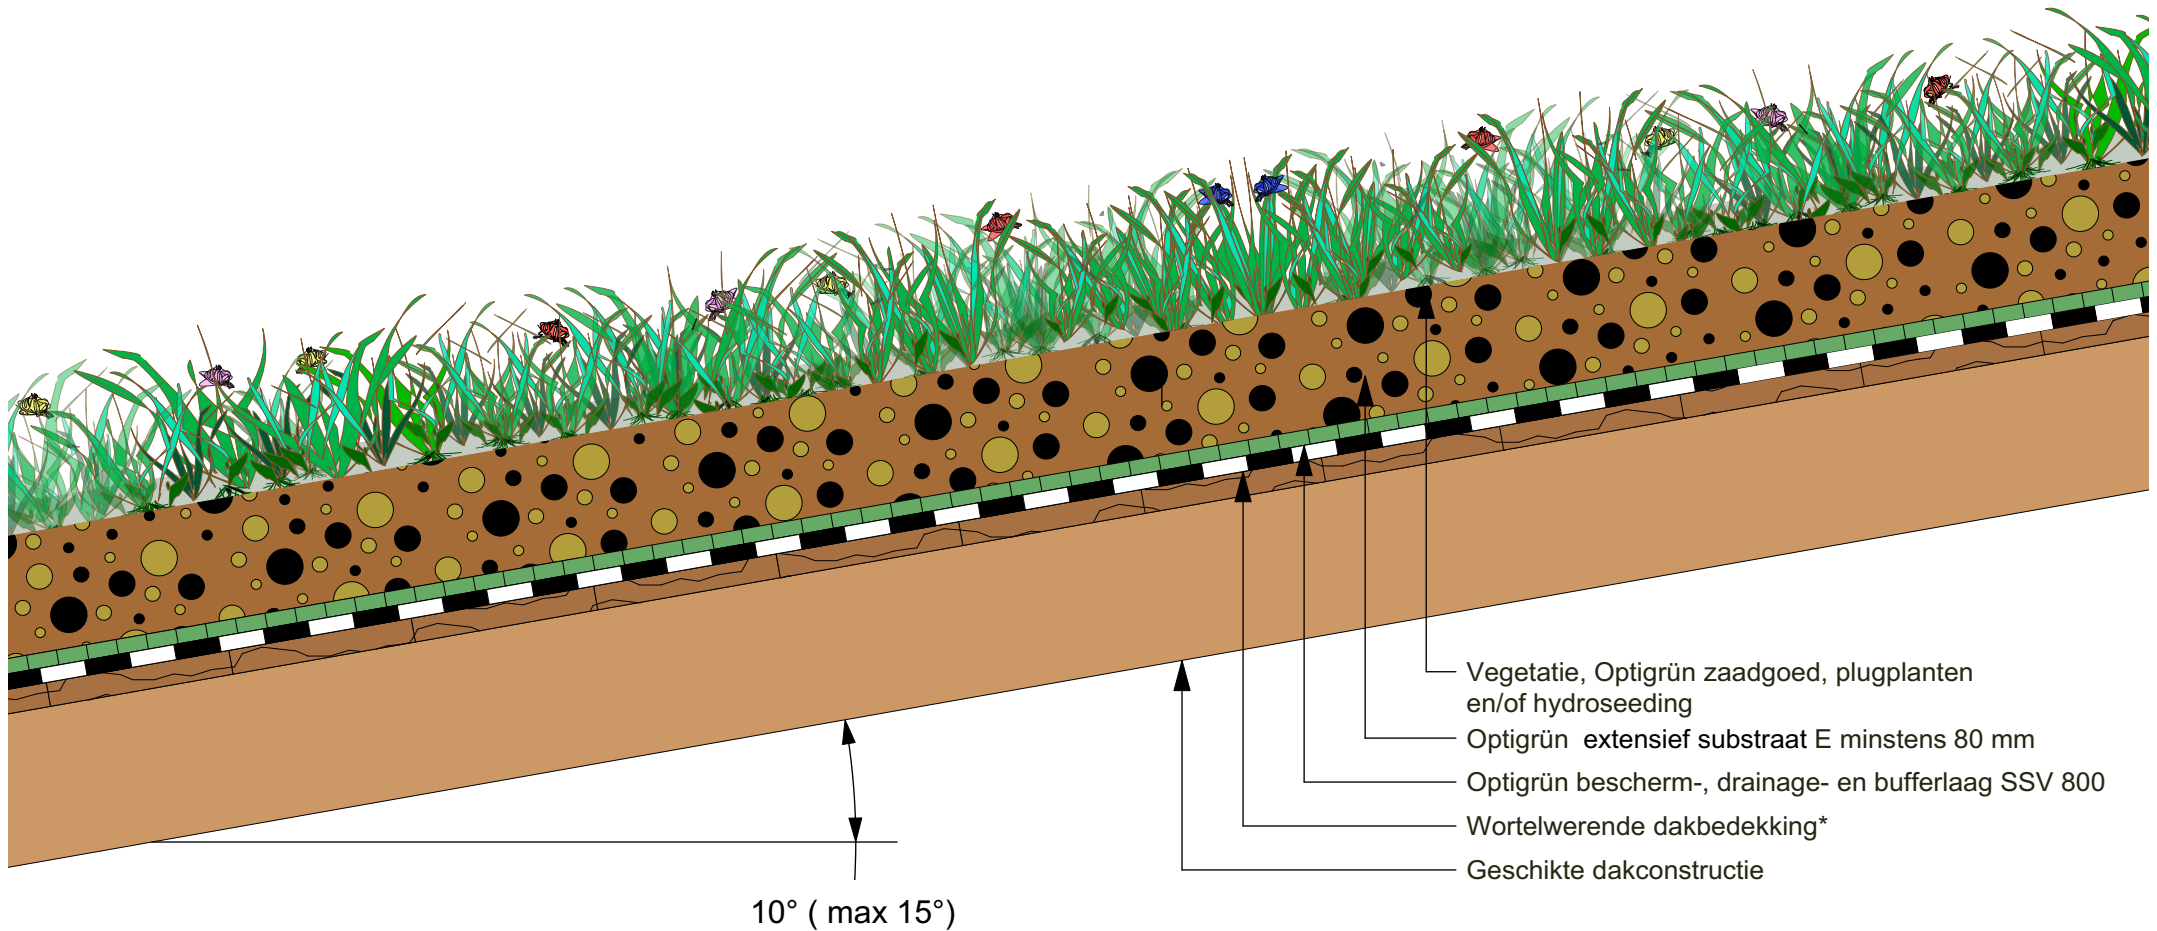 Vegetatie, Optigrün zaadgoed, plugplanten
en/of hydroseeding
Optigrün extensief substraat E minstens 80 mm
Optigrün bescherm-, drainage- en bufferlaag SSV 800
Wortelwerende dakbedekking*
Geschikte dakconstructie
10° ( max 15°)